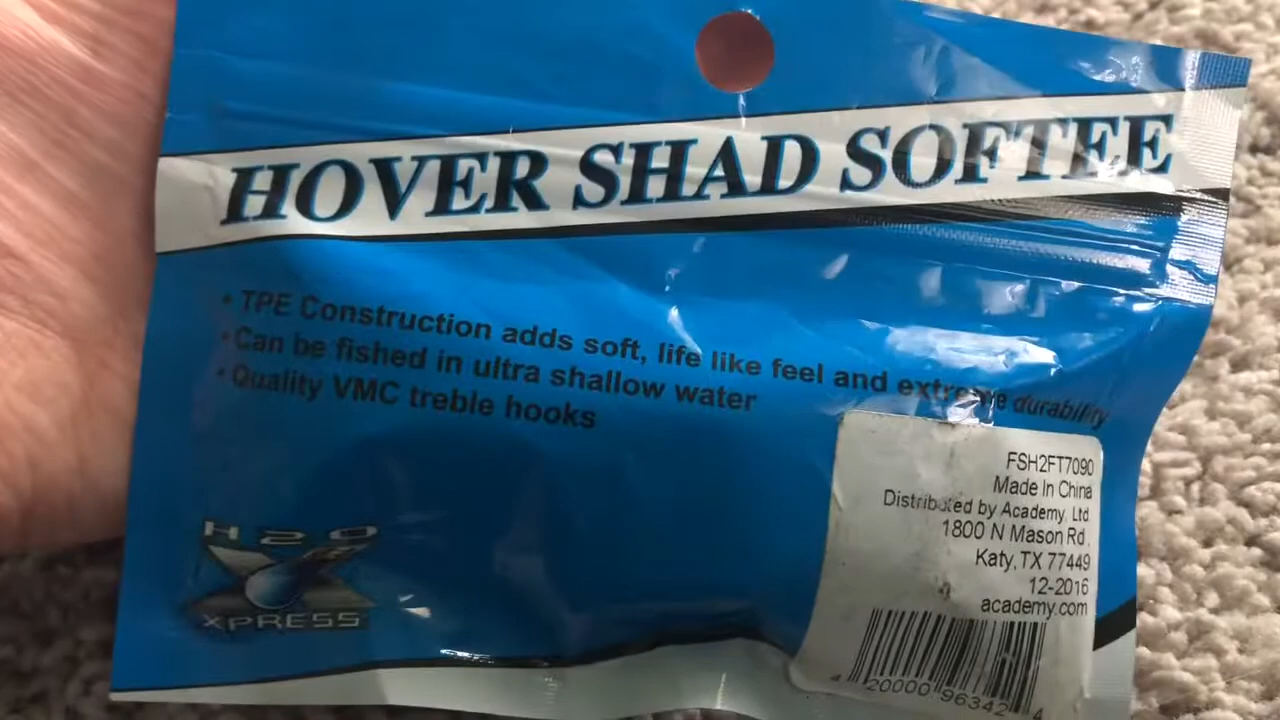 HOVER SHAD SOFTEE
• TPE Construction adds soft, life like feel and extreme durability
• Can be fished in ultra shallow water
• Quality VMC treble hooks
FSH2FT7090
Made In China
Distributed by Academy, Ltd
1800 N Mason Rd,
Katy, TX 77449
12-2016
academy.com
4 20000 96342 4
H2O
XPRESS